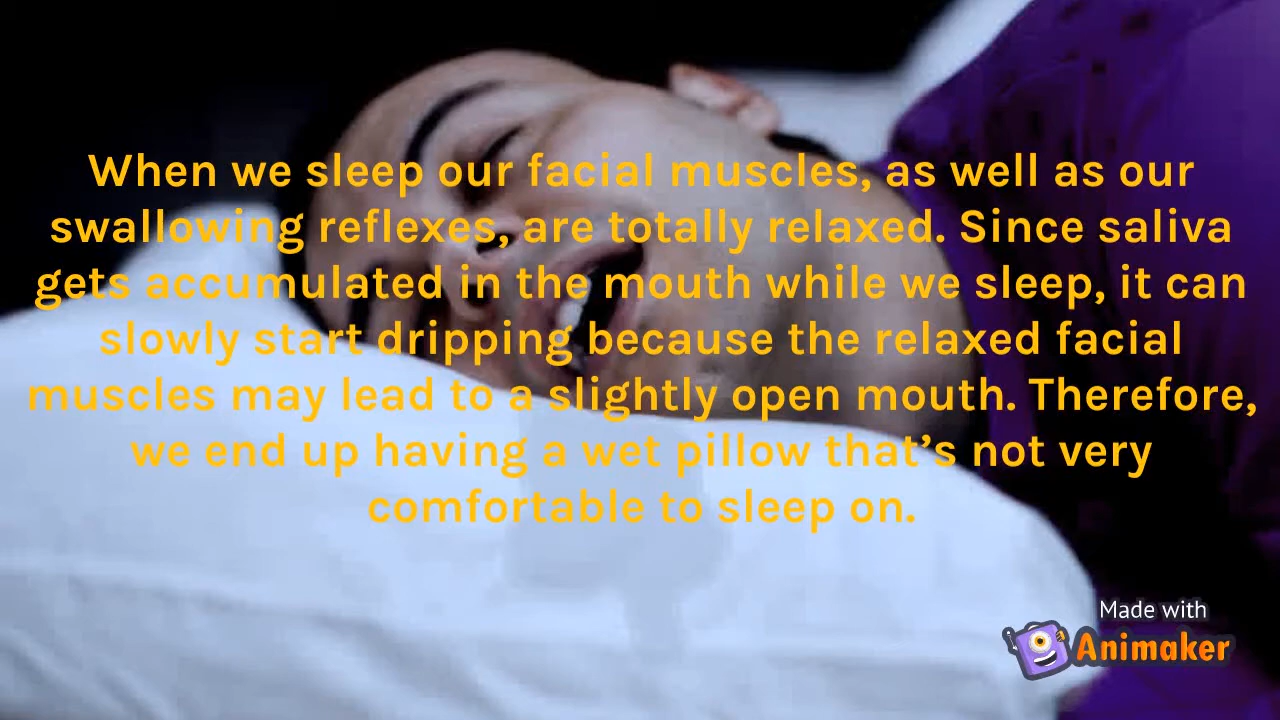 When we sleep our facial muscles, as well as our
swallowing reflexes, are totally relaxed. Since saliva
gets accumulated in the mouth while we sleep, it can
slowly start dripping because the relaxed facial
muscles may lead to a slightly open mouth. Therefore,
we end up having a wet pillow that’s not very
comfortable to sleep on.
Made with
Animaker